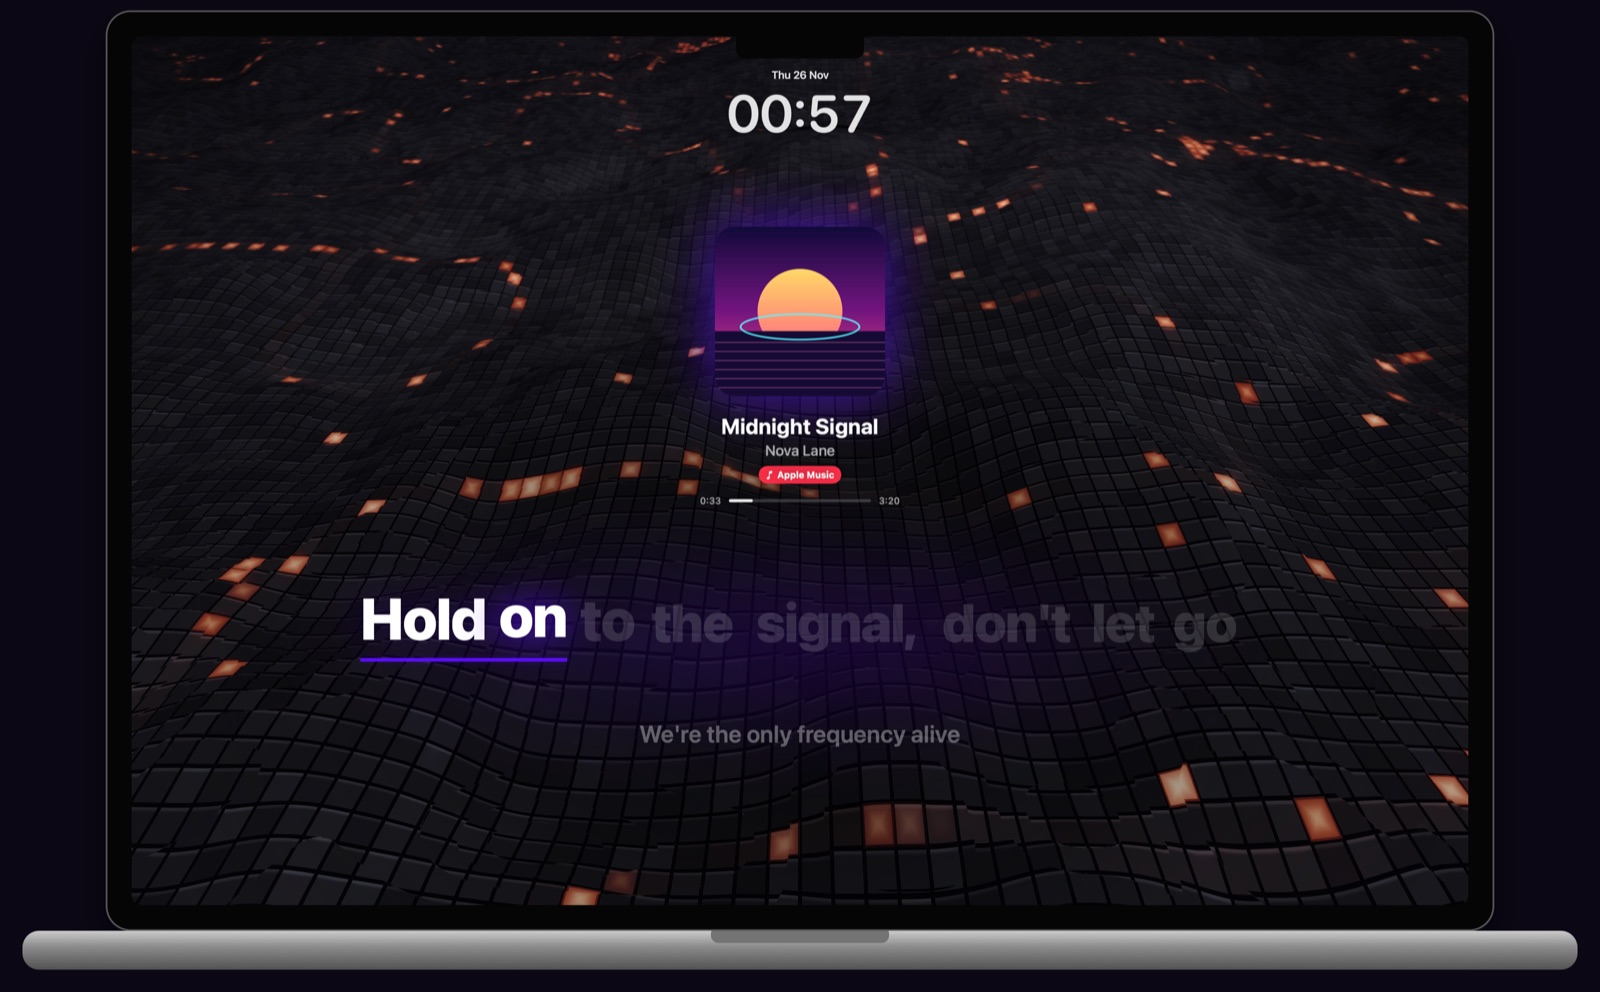 Thu 26 Nov
00:57
Midnight Signal
Nova Lane
Apple Music
0:33 3:20
Hold on to the signal, don't let go
We're the only frequency alive